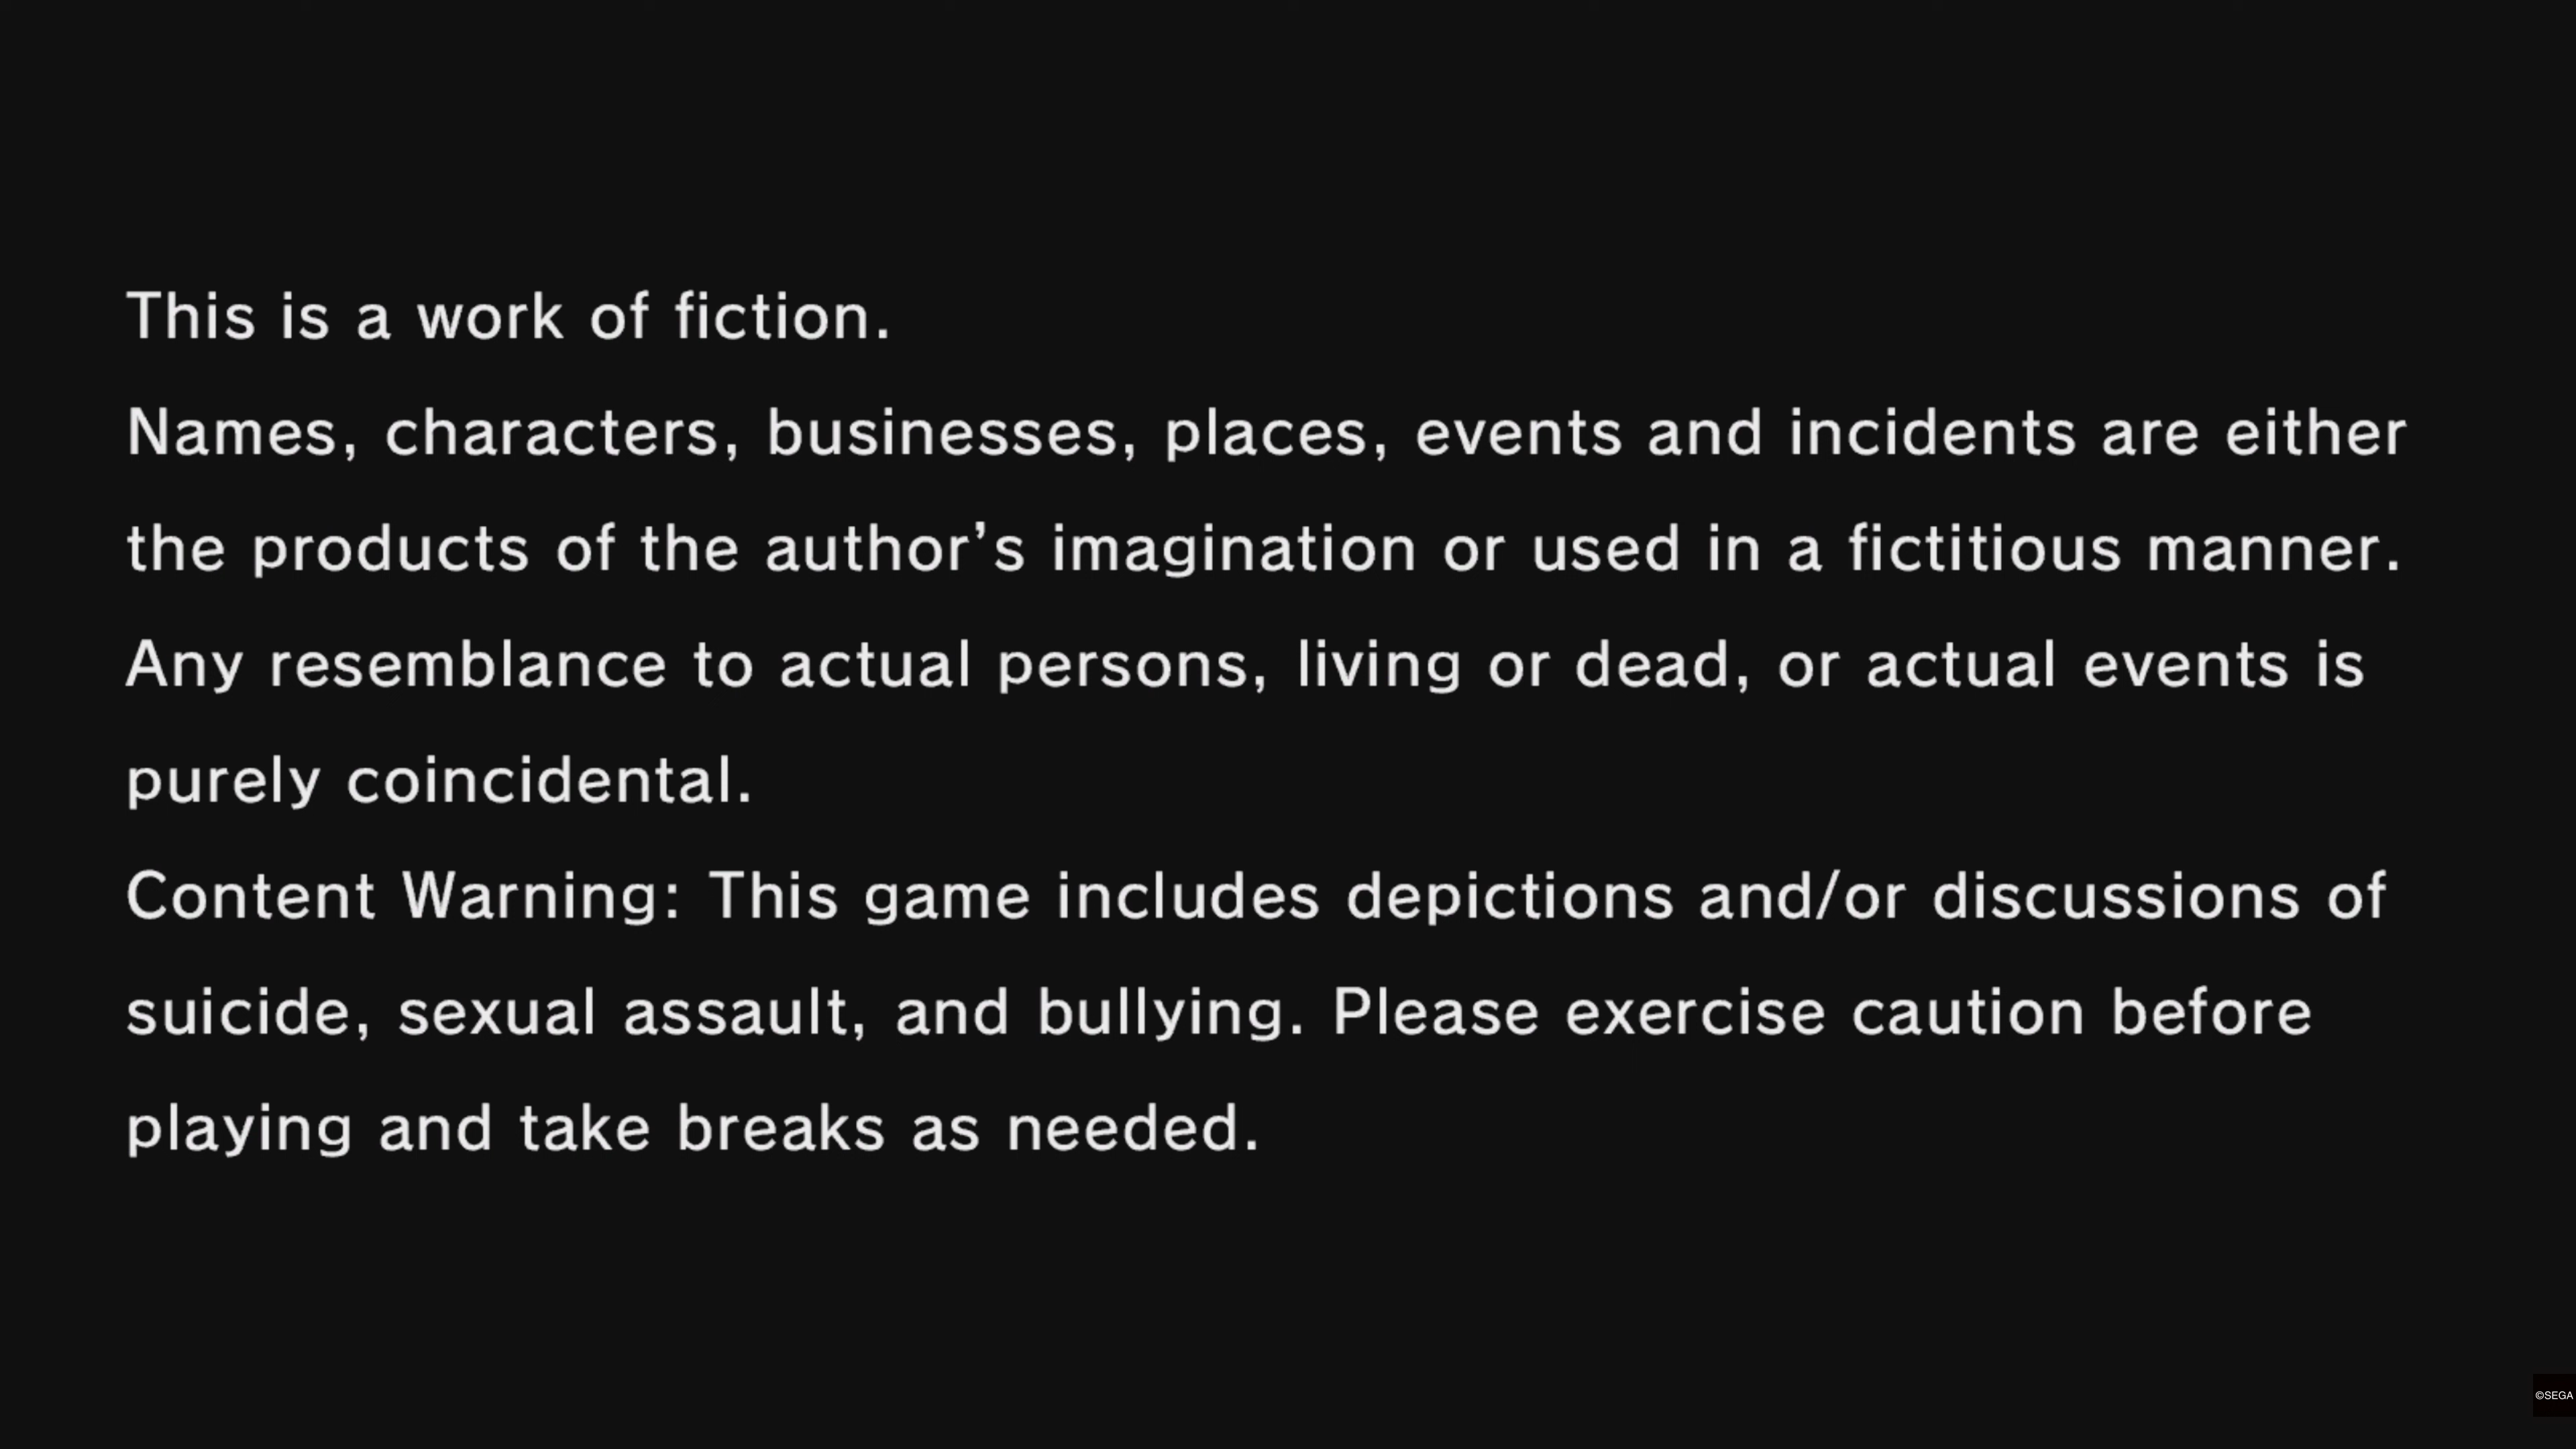 This is a work of fiction.
Names, characters, businesses, places, events and incidents are either
the products of the author’s imagination or used in a fictitious manner.
Any resemblance to actual persons, living or dead, or actual events is
purely coincidental.
Content Warning: This game includes depictions and/or discussions of
suicide, sexual assault, and bullying. Please exercise caution before
playing and take breaks as needed.
©SEGA